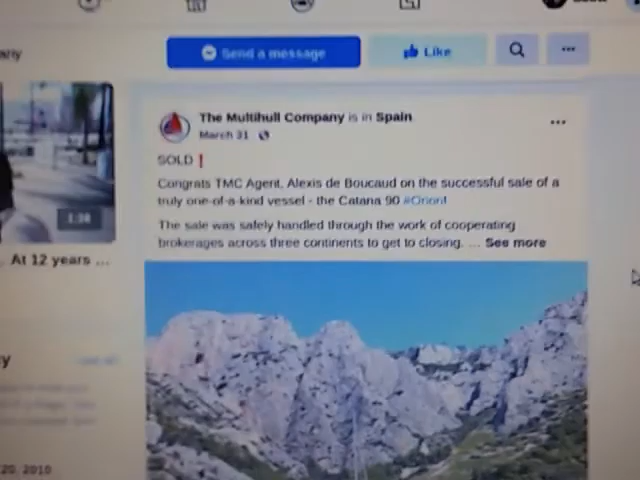 any
Send a message
Like
The Multihull Company is in Spain
March 31
SOLD❗
Congrats TMC Agent, Alexis de Boucaud on the successful sale of a
truly one-of-a-kind vessel - the Catana 90 #Orion!
The sale was safely handled through the work of cooperating
brokerages across three continents to get to closing. ... See more
1:38
At 12 years ...
y
20, 2010